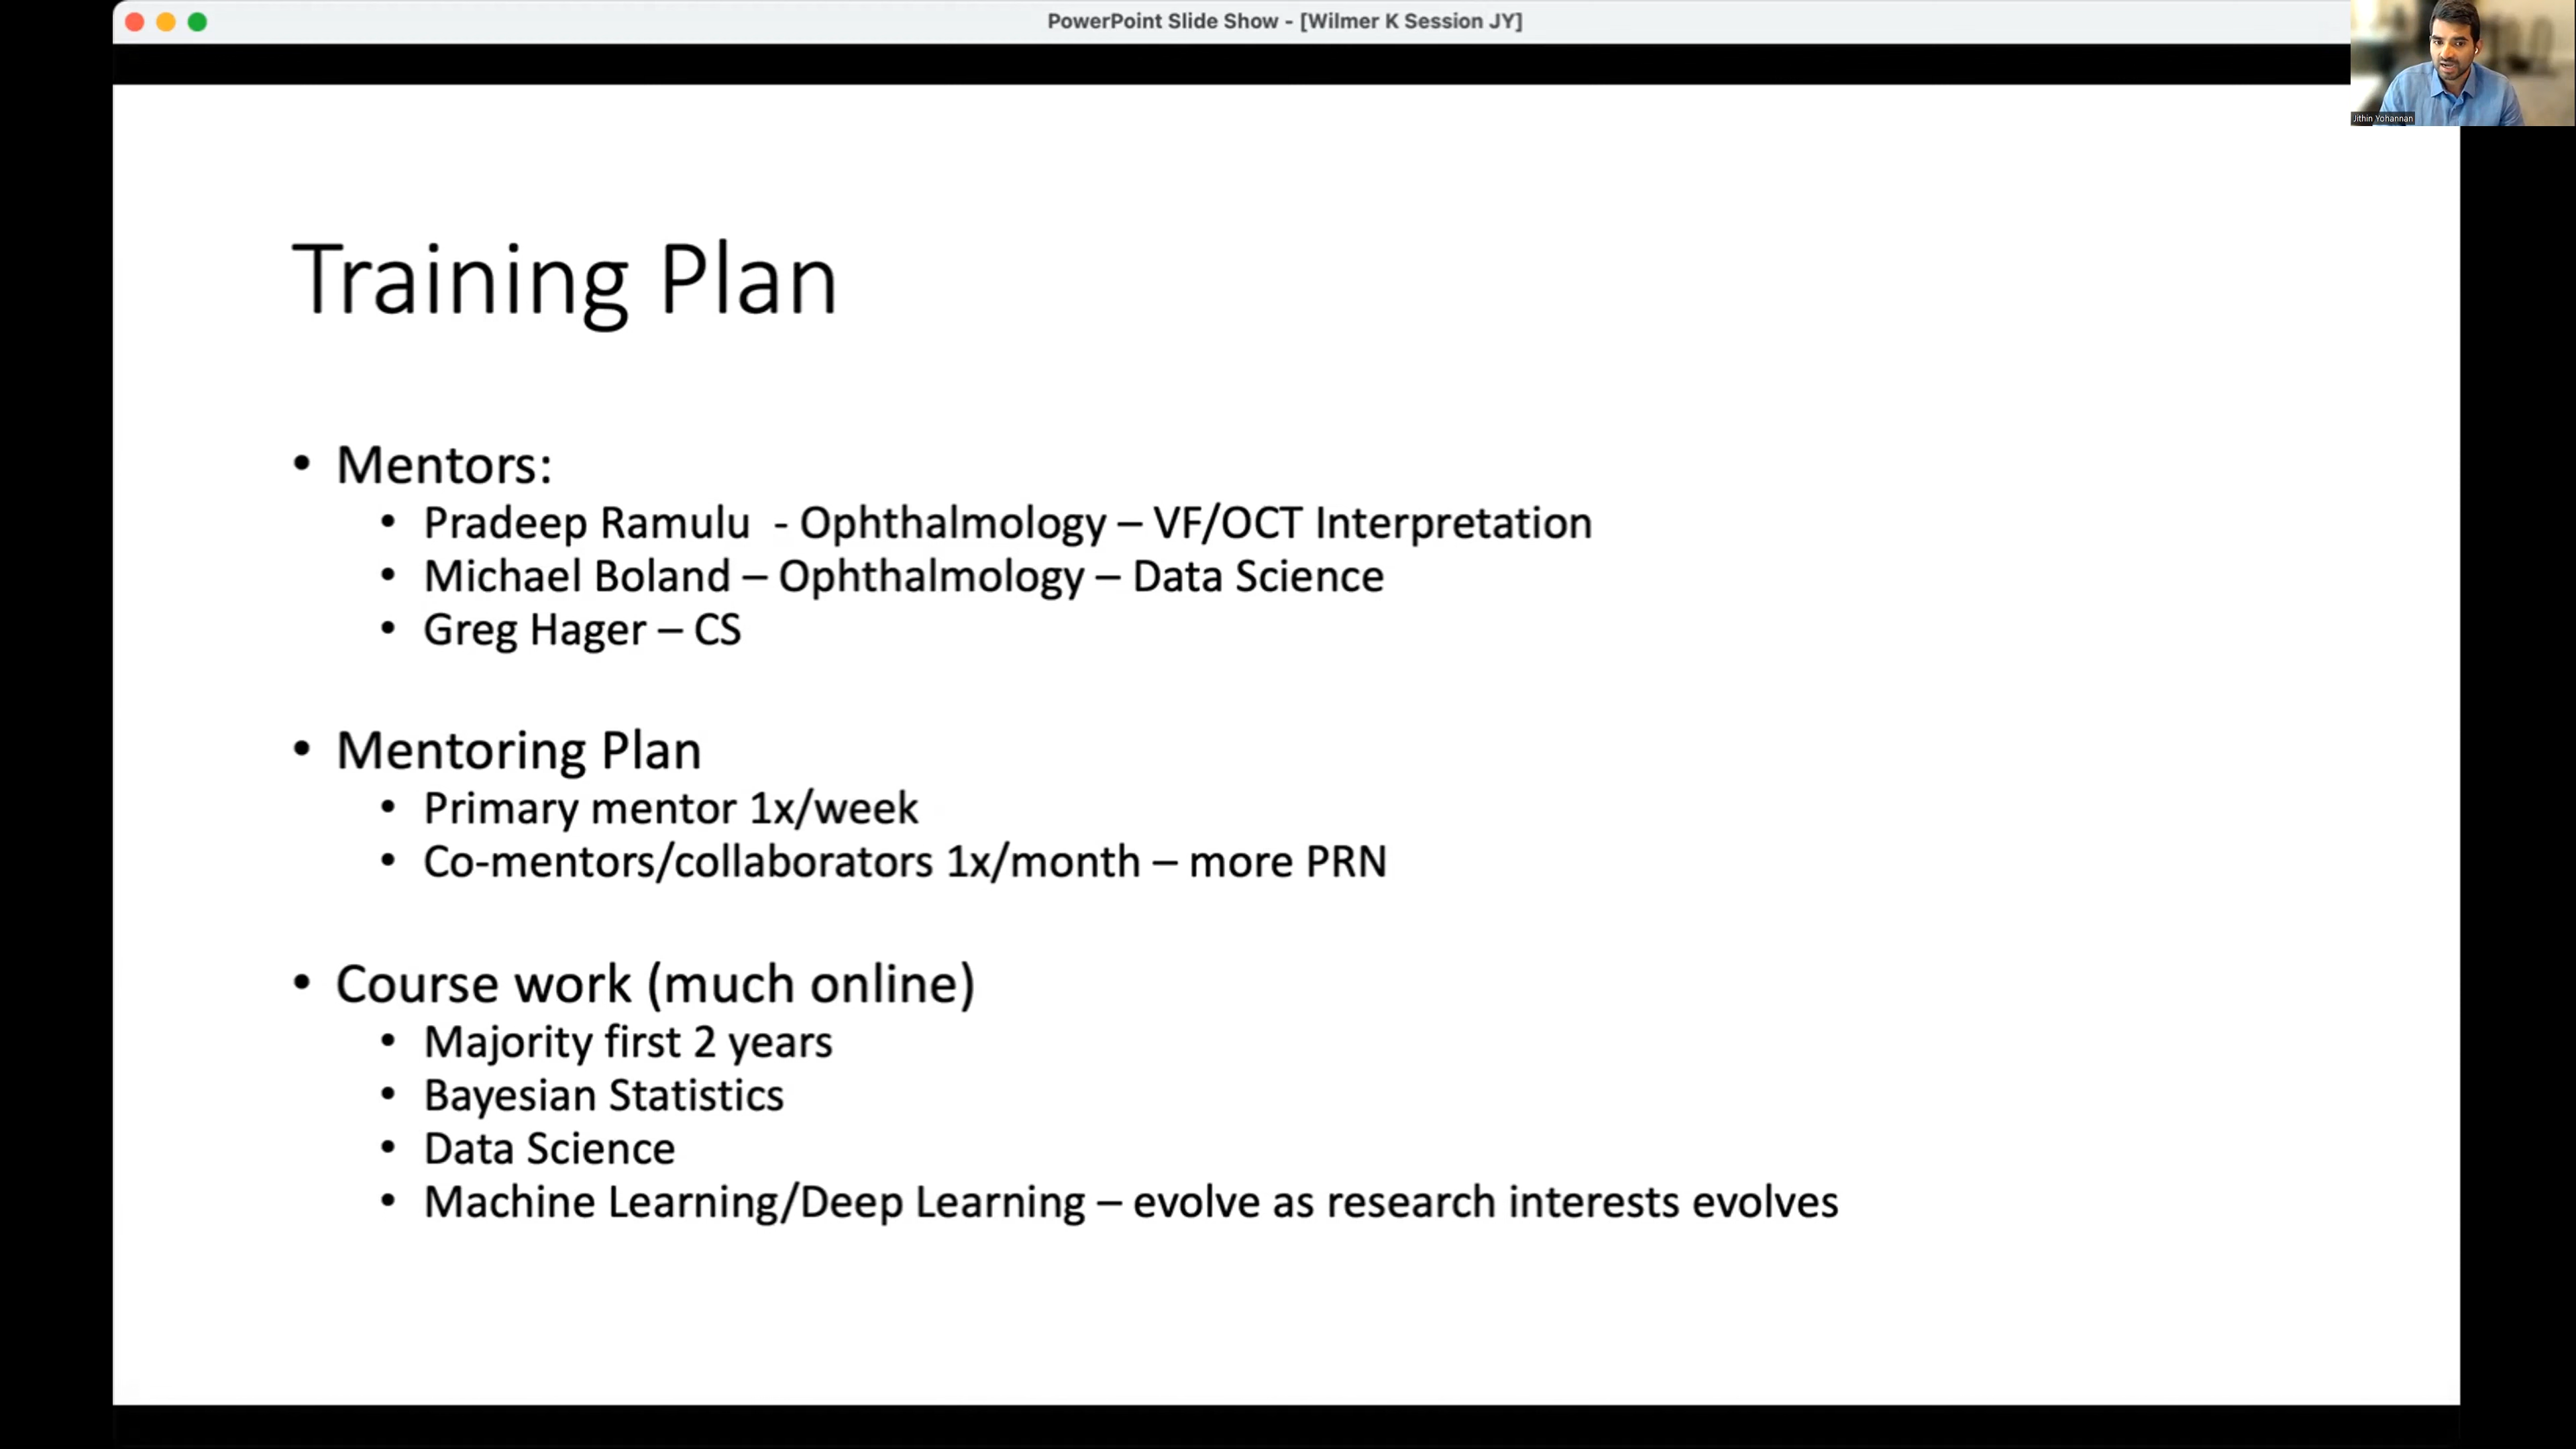 PowerPoint Slide Show - [Wilmer K Session JY]
Jithin Yohannan
Training Plan
• Mentors:
• Pradeep Ramulu - Ophthalmology – VF/OCT Interpretation
• Michael Boland – Ophthalmology – Data Science
• Greg Hager – CS
• Mentoring Plan
• Primary mentor 1x/week
• Co-mentors/collaborators 1x/month – more PRN
• Course work (much online)
• Majority first 2 years
• Bayesian Statistics
• Data Science
• Machine Learning/Deep Learning – evolve as research interests evolves